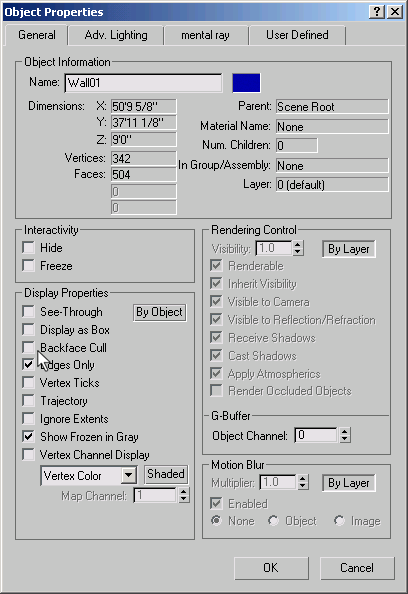 Object Properties
General
Adv. Lighting
mental ray
User Defined
Object Information
Name: Wall01
Dimensions: X: 50'9 5/8"
Y: 37'11 1/8"
Z: 9'0"
Vertices: 342
Faces: 504
0
0
Parent: Scene Root
Material Name: None
Num. Children: 0
In Group/Assembly: None
Layer: 0 (default)
Interactivity
Hide
Freeze
Display Properties
See-Through
By Object
Display as Box
Backface Cull
Edges Only
Vertex Ticks
Trajectory
Ignore Extents
Show Frozen in Gray
Vertex Channel Display
Vertex Color
Shaded
Map Channel: 1
Rendering Control
Visibility: 1.0
By Layer
Renderable
Inherit Visibility
Visible to Camera
Visible to Reflection/Refraction
Receive Shadows
Cast Shadows
Apply Atmospherics
Render Occluded Objects
G-Buffer
Object Channel: 0
Motion Blur
Multiplier: 1.0
By Layer
Enabled
None
Object
Image
OK
Cancel